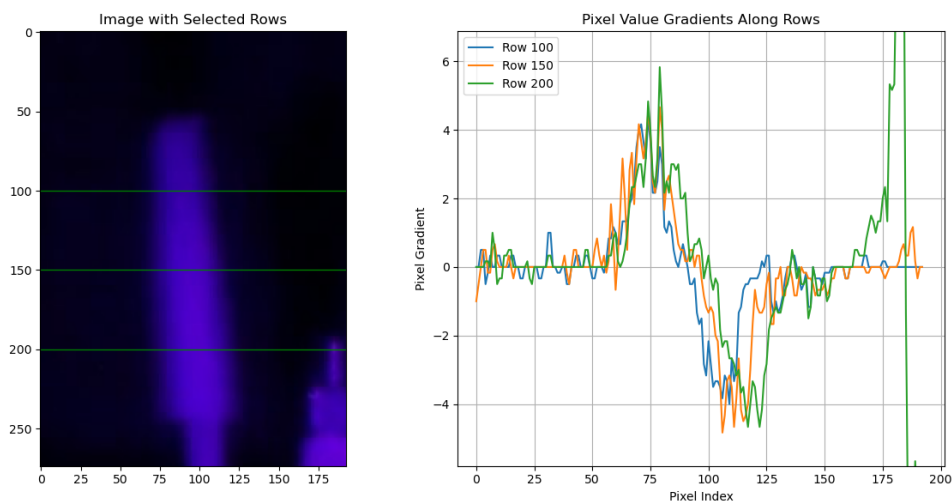 Image with Selected Rows
0
50
100
150
200
250
0 25 50 75 100 125 150 175
Pixel Value Gradients Along Rows
Row 100
Row 150
Row 200
6
4
2
0
−2
−4
Pixel Gradient
0 25 50 75 100 125 150 175 200
Pixel Index